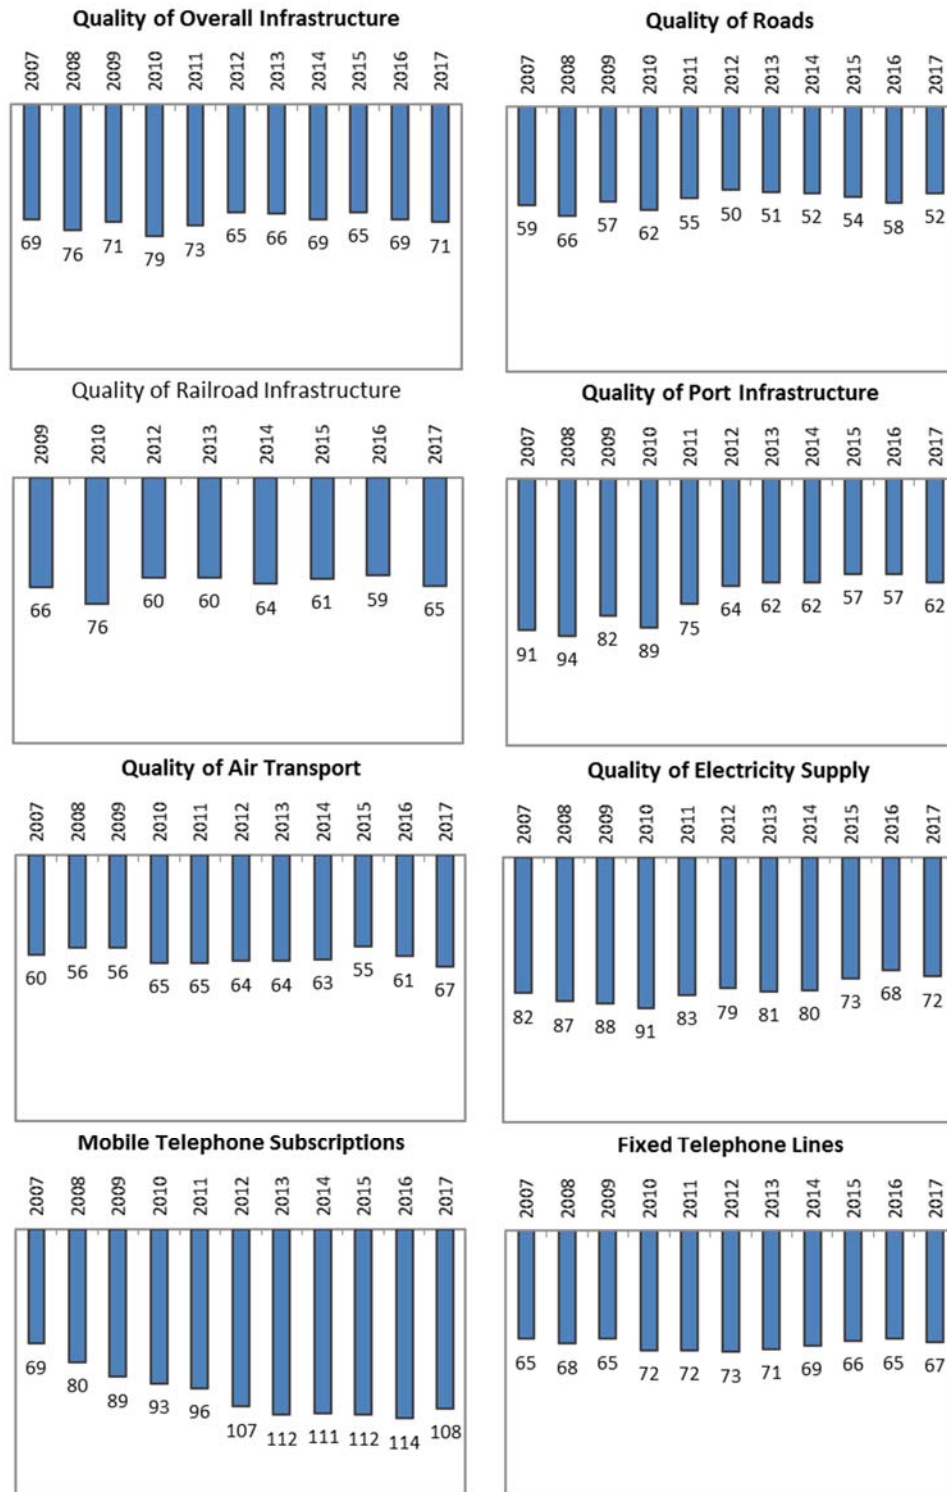 Quality of Overall Infrastructure
2007 2008 2009 2010 2011 2012 2013 2014 2015 2016 2017
69 76 71 79 73 65 66 69 65 69 71
Quality of Roads
2007 2008 2009 2010 2011 2012 2013 2014 2015 2016 2017
59 66 57 62 55 50 51 52 54 58 52
Quality of Railroad Infrastructure
2009 2010 2012 2013 2014 2015 2016 2017
66 76 60 60 64 61 59 65
Quality of Port Infrastructure
2007 2008 2009 2010 2011 2012 2013 2014 2015 2016 2017
91 94 82 89 75 64 62 62 57 57 62
Quality of Air Transport
2007 2008 2009 2010 2011 2012 2013 2014 2015 2016 2017
60 56 56 65 65 64 64 63 55 61 67
Quality of Electricity Supply
2007 2008 2009 2010 2011 2012 2013 2014 2015 2016 2017
82 87 88 91 83 79 81 80 73 68 72
Mobile Telephone Subscriptions
2007 2008 2009 2010 2011 2012 2013 2014 2015 2016 2017
69 80 89 93 96 107 112 111 112 114 108
Fixed Telephone Lines
2007 2008 2009 2010 2011 2012 2013 2014 2015 2016 2017
65 68 65 72 72 73 71 69 66 65 67